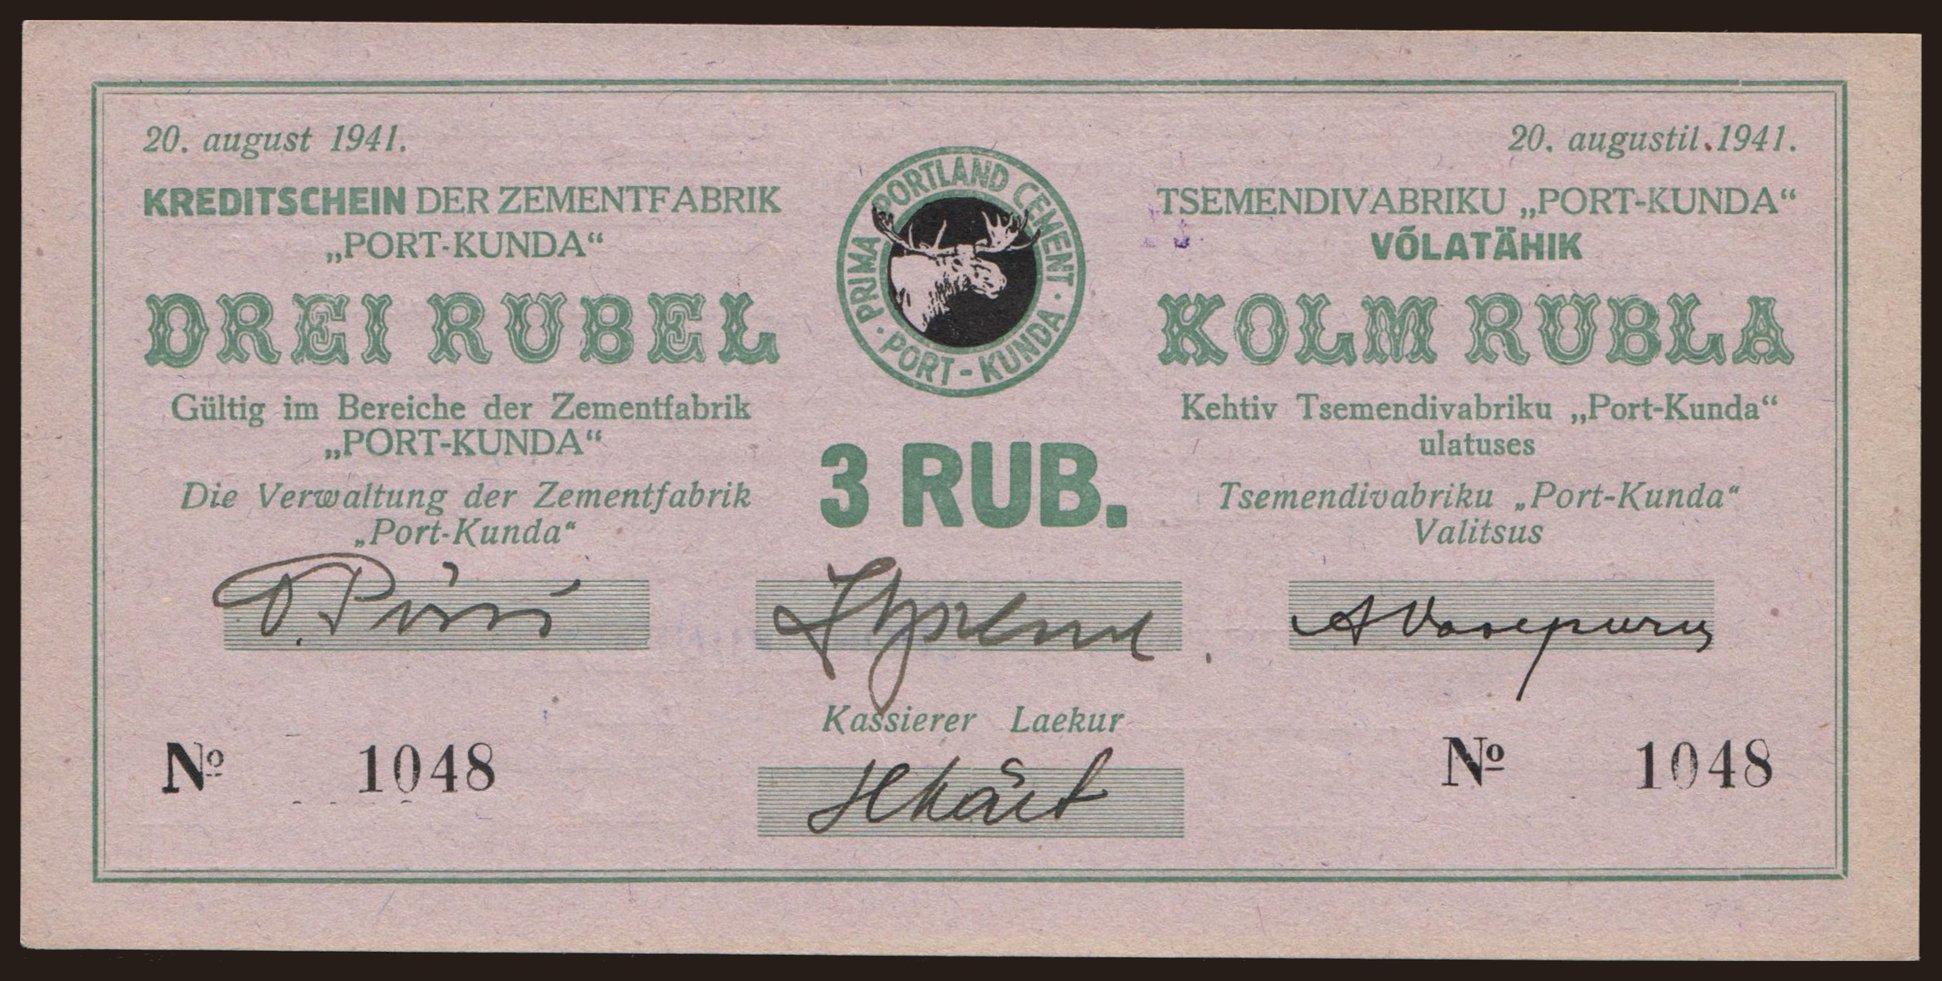 20. august 1941.
KREDITSCHEIN DER ZEMENTFABRIK
„PORT-KUNDA“
DREI RUBEL
Gültig im Bereiche der Zementfabrik
„PORT-KUNDA“
Die Verwaltung der Zementfabrik
„Port-Kunda“
PRIMA PORTLAND CEMENT · PORT-KUNDA ·
3 RUB.
20. augustil.1941.
TSEMENDIVABRIKU „PORT-KUNDA“
VÕLATÄHIK
KOLM RUBLA
Kehtiv Tsemendivabriku „Port-Kunda“
ulatuses
Tsemendivabriku „Port-Kunda“
Valitsus
Kassierer Laekur
№ 1048
№ 1048